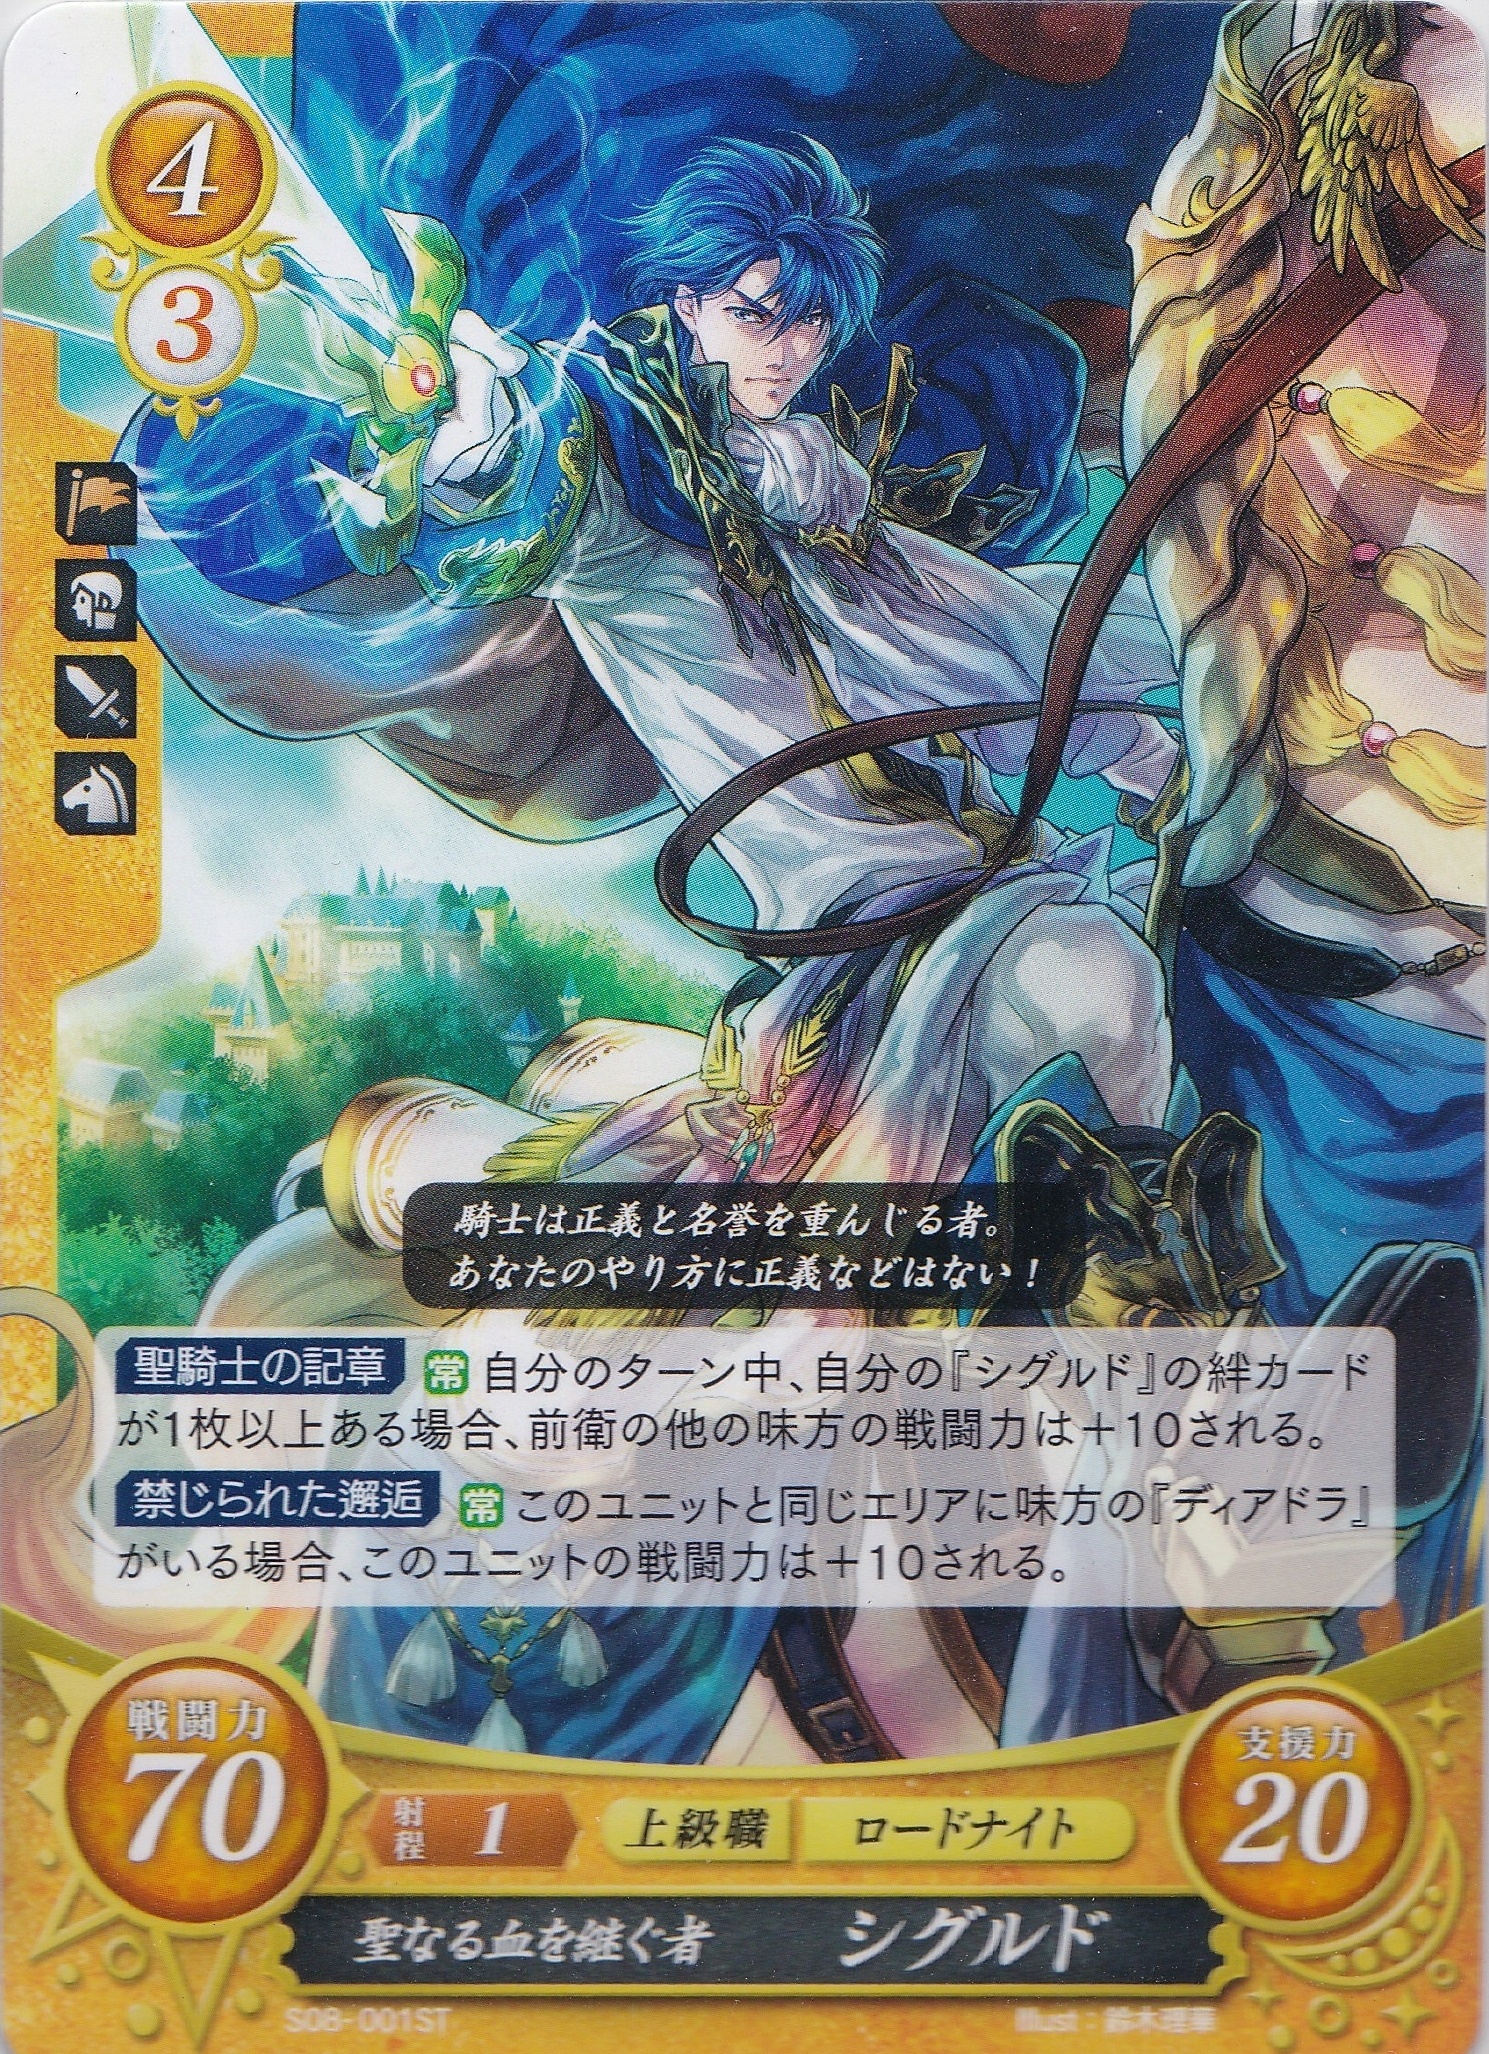 4
3
騎士は正義と名誉を重んじる者。
あなたのやり方に正義などはない!
聖騎士の記章 常 自分のターン中、自分の『シグルド』の絆カード
が1枚以上ある場合、前衛の他の味方の戦闘力は+10される。
禁じられた邂逅 常 このユニットと同じエリアに味方の『ディアドラ』
がいる場合、このユニットの戦闘力は+10される。
戦闘力
70
射程 1 上級職 ロードナイト
支援力
20
聖なる血を継ぐ者 シグルド
S08-001ST Illust:鈴木理華